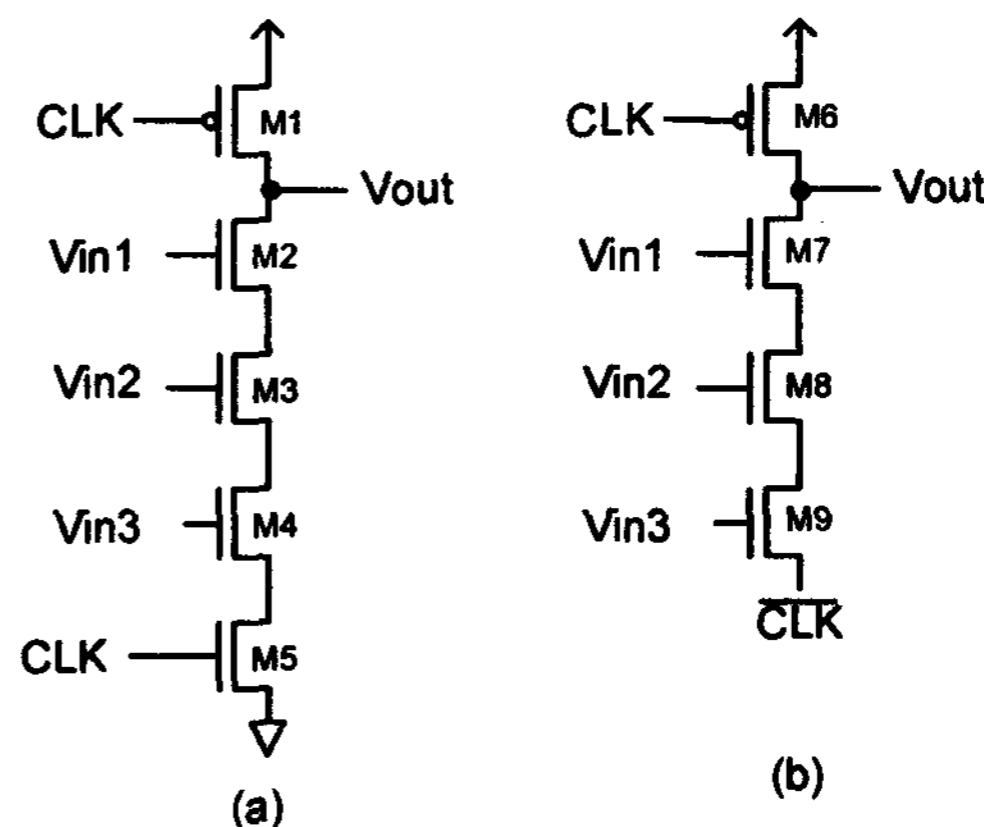 CLK
M1
Vout
Vin1
M2
Vin2
M3
Vin3
M4
CLK
M5
(a)
CLK
M6
Vout
Vin1
M7
Vin2
M8
Vin3
M9
C̅L̅K̅
(b)